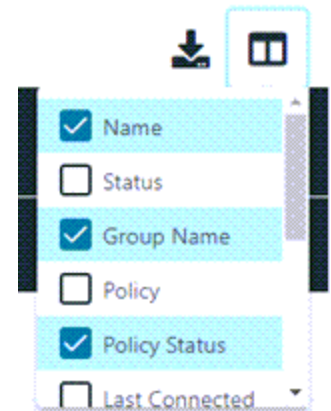 Name
Status
Group Name
Policy
Policy Status
Last Connected